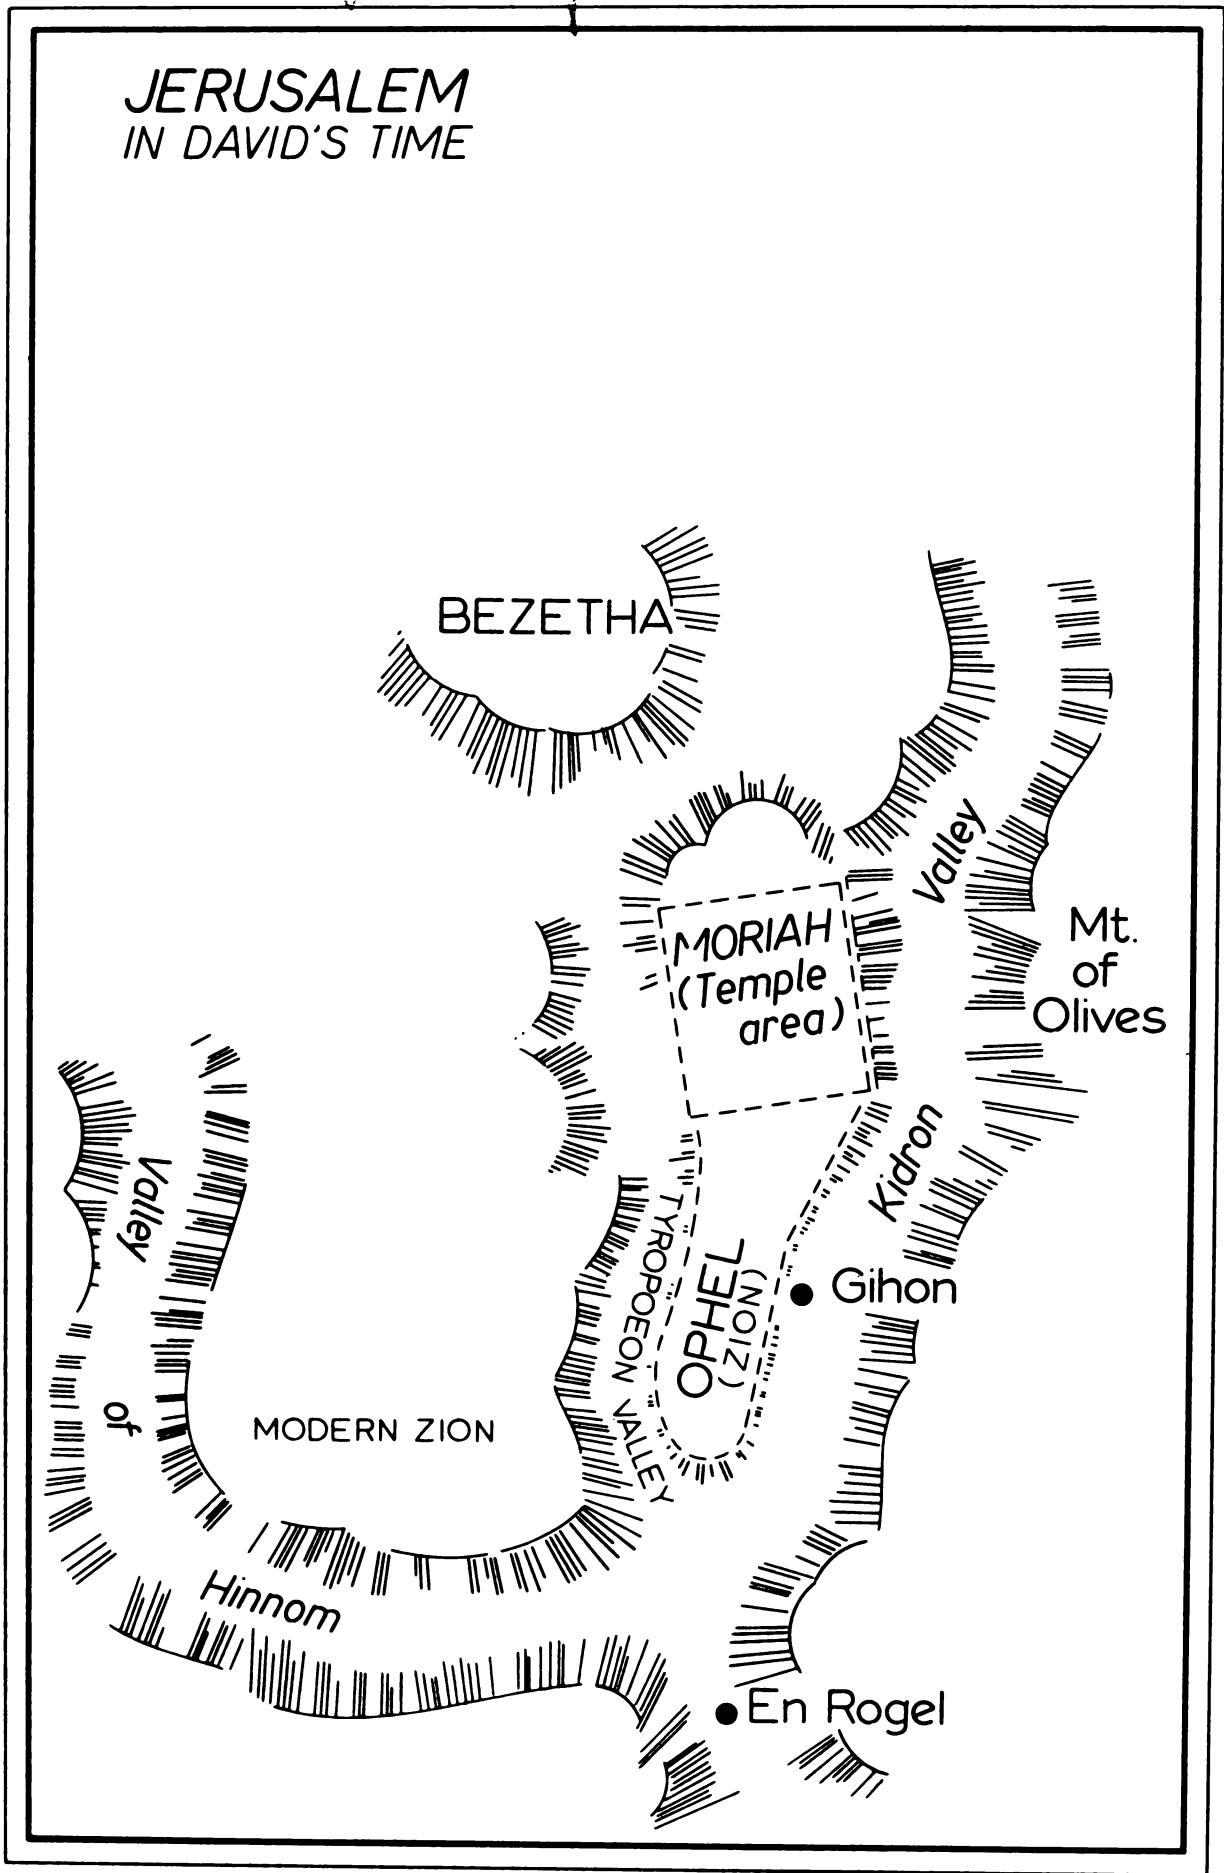 JERUSALEM
IN DAVID'S TIME
BEZETHA
Valley
MORIAH
(Temple
area)
Mt.
of
Olives
Kidron
Valley
TYROPOEON VALLEY
OPHEL
(ZION)
Gihon
of
MODERN ZION
Hinnom
En Rogel